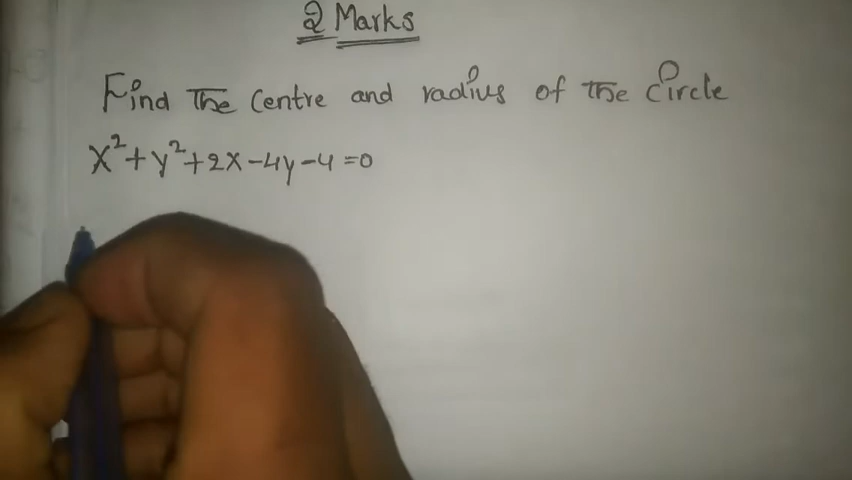 2 Marks
Find The Centre and radius of The Circle
x²+y²+2x-4y-4=0